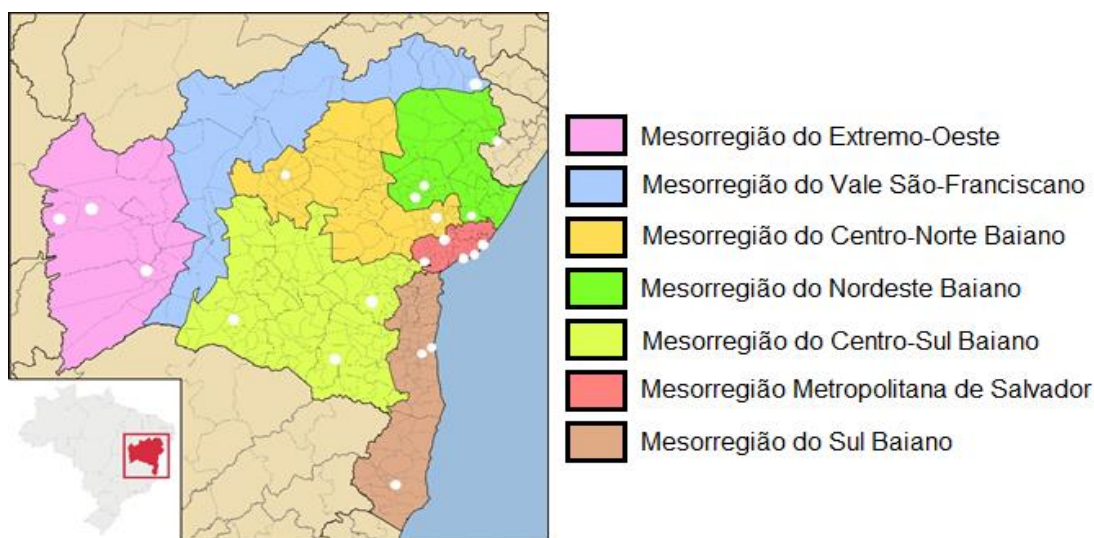 Mesorregião do Extremo-Oeste
Mesorregião do Vale São-Franciscano
Mesorregião do Centro-Norte Baiano
Mesorregião do Nordeste Baiano
Mesorregião do Centro-Sul Baiano
Mesorregião Metropolitana de Salvador
Mesorregião do Sul Baiano